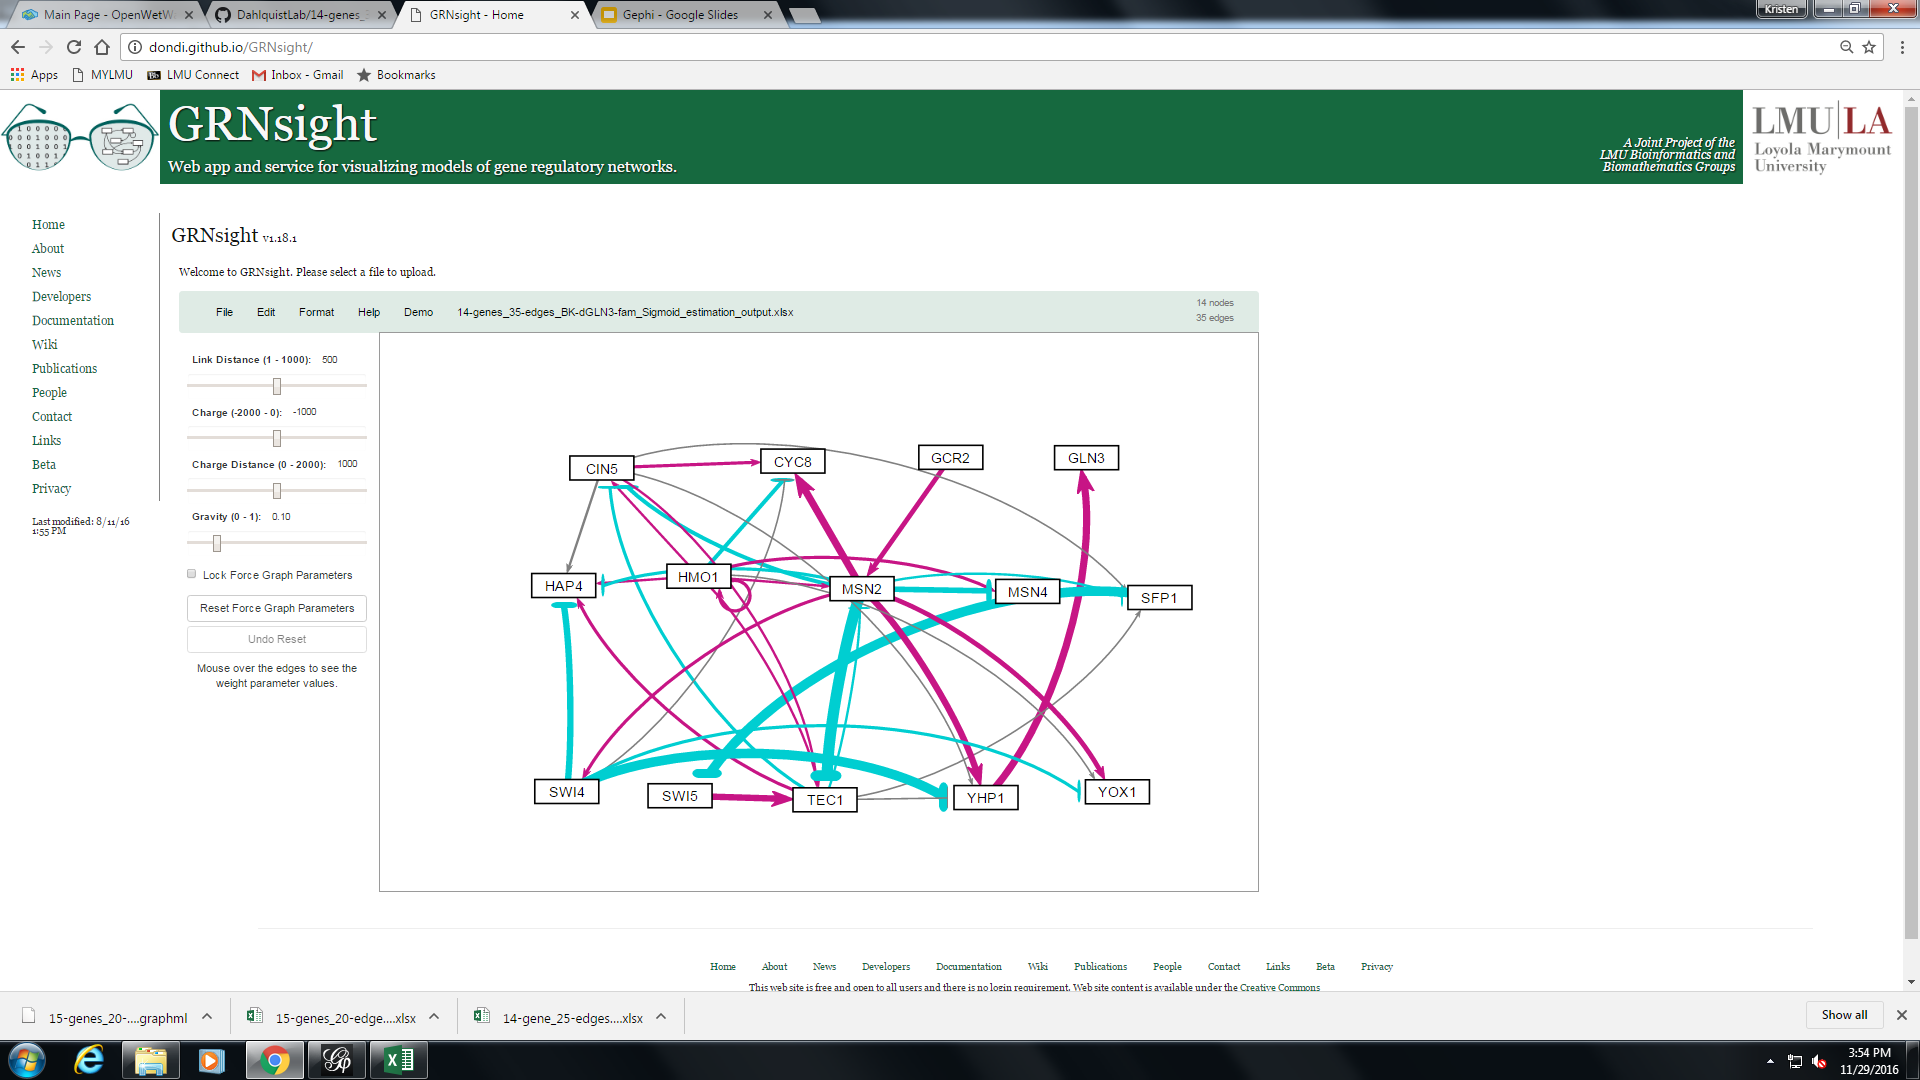 Main Page - OpenWetW
DahlquistLab/14-genes_3
GRNsight - Home
Gephi - Google Slides
Kristen
dondi.github.io/GRNsight/
Apps
MYLMU
LMU Connect
Inbox - Gmail
Bookmarks
GRNsight
Web app and service for visualizing models of gene regulatory networks.
A Joint Project of the
LMU Bioinformatics and
Biomathematics Groups
LMU|LA
Loyola Marymount
University
Home
About
News
Developers
Documentation
Wiki
Publications
People
Contact
Links
Beta
Privacy
Last modified: 8/11/16
1:55 PM
GRNsight v1.18.1
Welcome to GRNsight. Please select a file to upload.
File Edit Format Help Demo 14-genes_35-edges_BK-dGLN3-fam_Sigmoid_estimation_output.xlsx
14 nodes
35 edges
Link Distance (1 - 1000): 500
Charge (-2000 - 0): -1000
Charge Distance (0 - 2000): 1000
Gravity (0 - 1): 0.10
Lock Force Graph Parameters
Reset Force Graph Parameters
Undo Reset
Mouse over the edges to see the
weight parameter values.
CIN5
CYC8
GCR2
GLN3
HAP4
HMO1
MSN2
MSN4
SFP1
SWI4
SWI5
TEC1
YHP1
YOX1
Home About News Developers Documentation Wiki Publications People Contact Links Beta Privacy
This web site is free and open to all users and there is no login requirement. Web site content is available under the Creative Commons
15-genes_20-....graphml
15-genes_20-edge....xlsx
14-gene_25-edges....xlsx
Show all
3:54 PM
11/29/2016